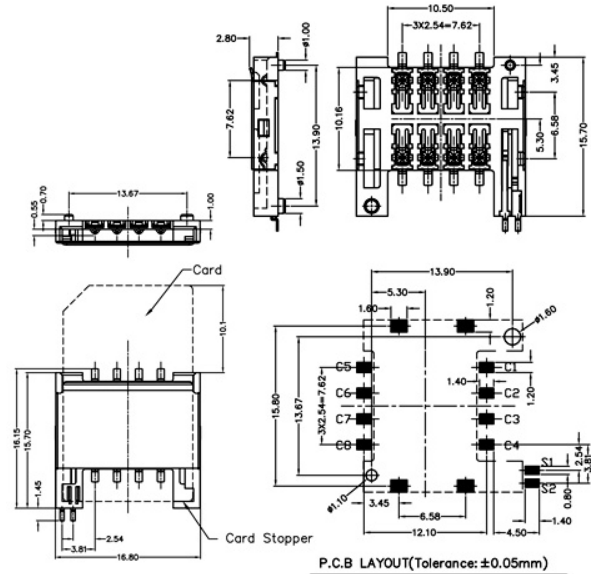 10.50
3X2.54=7.62
2.80
ø1.00
3.45
7.62
13.90
10.16
6.58
5.30
15.70
ø1.50
0.70
0.55
13.67
1.00
Card
10.1
16.15
15.70
1.45
2.54
3.81
16.80
Card Stopper
13.90
5.30
1.60
1.20
ø1.60
C5
C1
C6
1.40
C2
1.20
C7
C3
C8
C4
15.80
13.67
3X2.54=7.62
S1
S2
2.54
3.81
0.80
ø1.10
3.45
6.58
1.40
12.10
4.50
P.C.B LAYOUT(Tolerance: ±0.05mm)